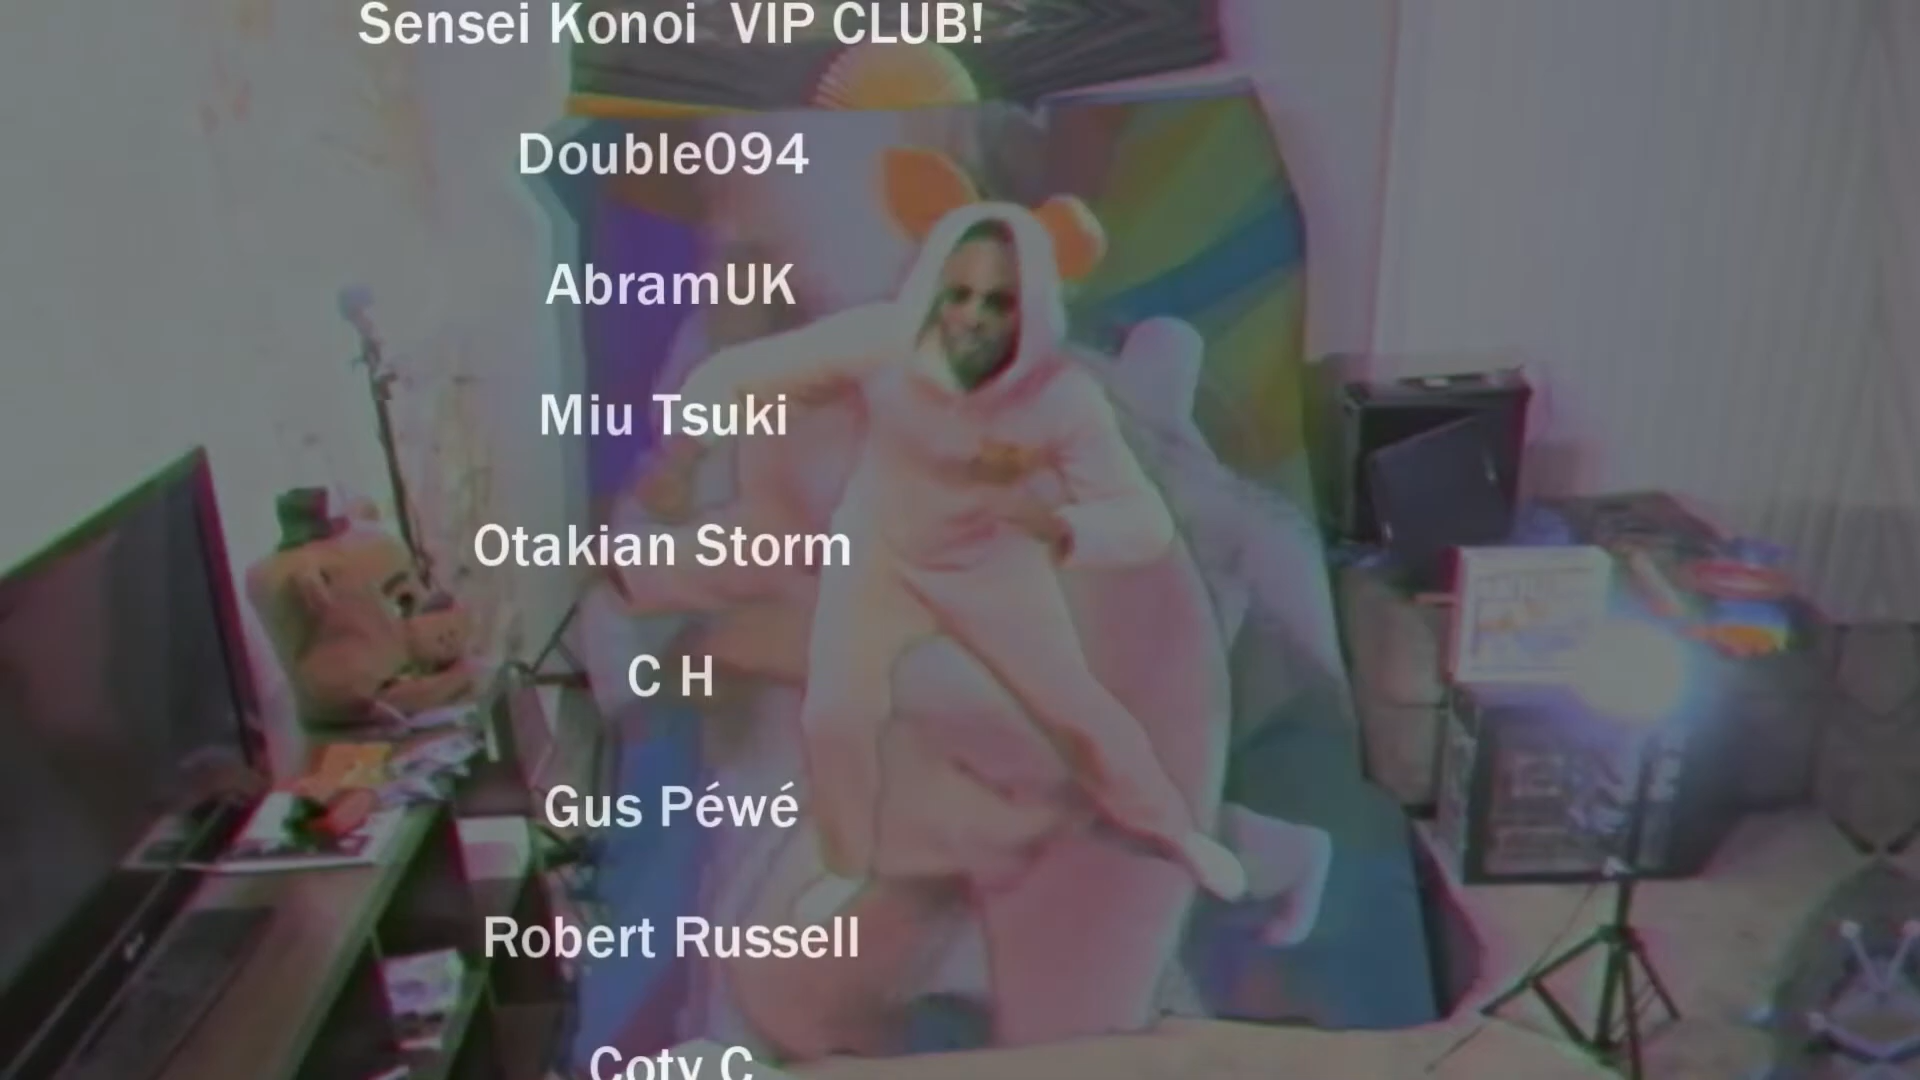 Sensei Konoi VIP CLUB!
Double094
AbramUK
Miu Tsuki
Otakian Storm
C H
Gus Péwé
Robert Russell
Coty C